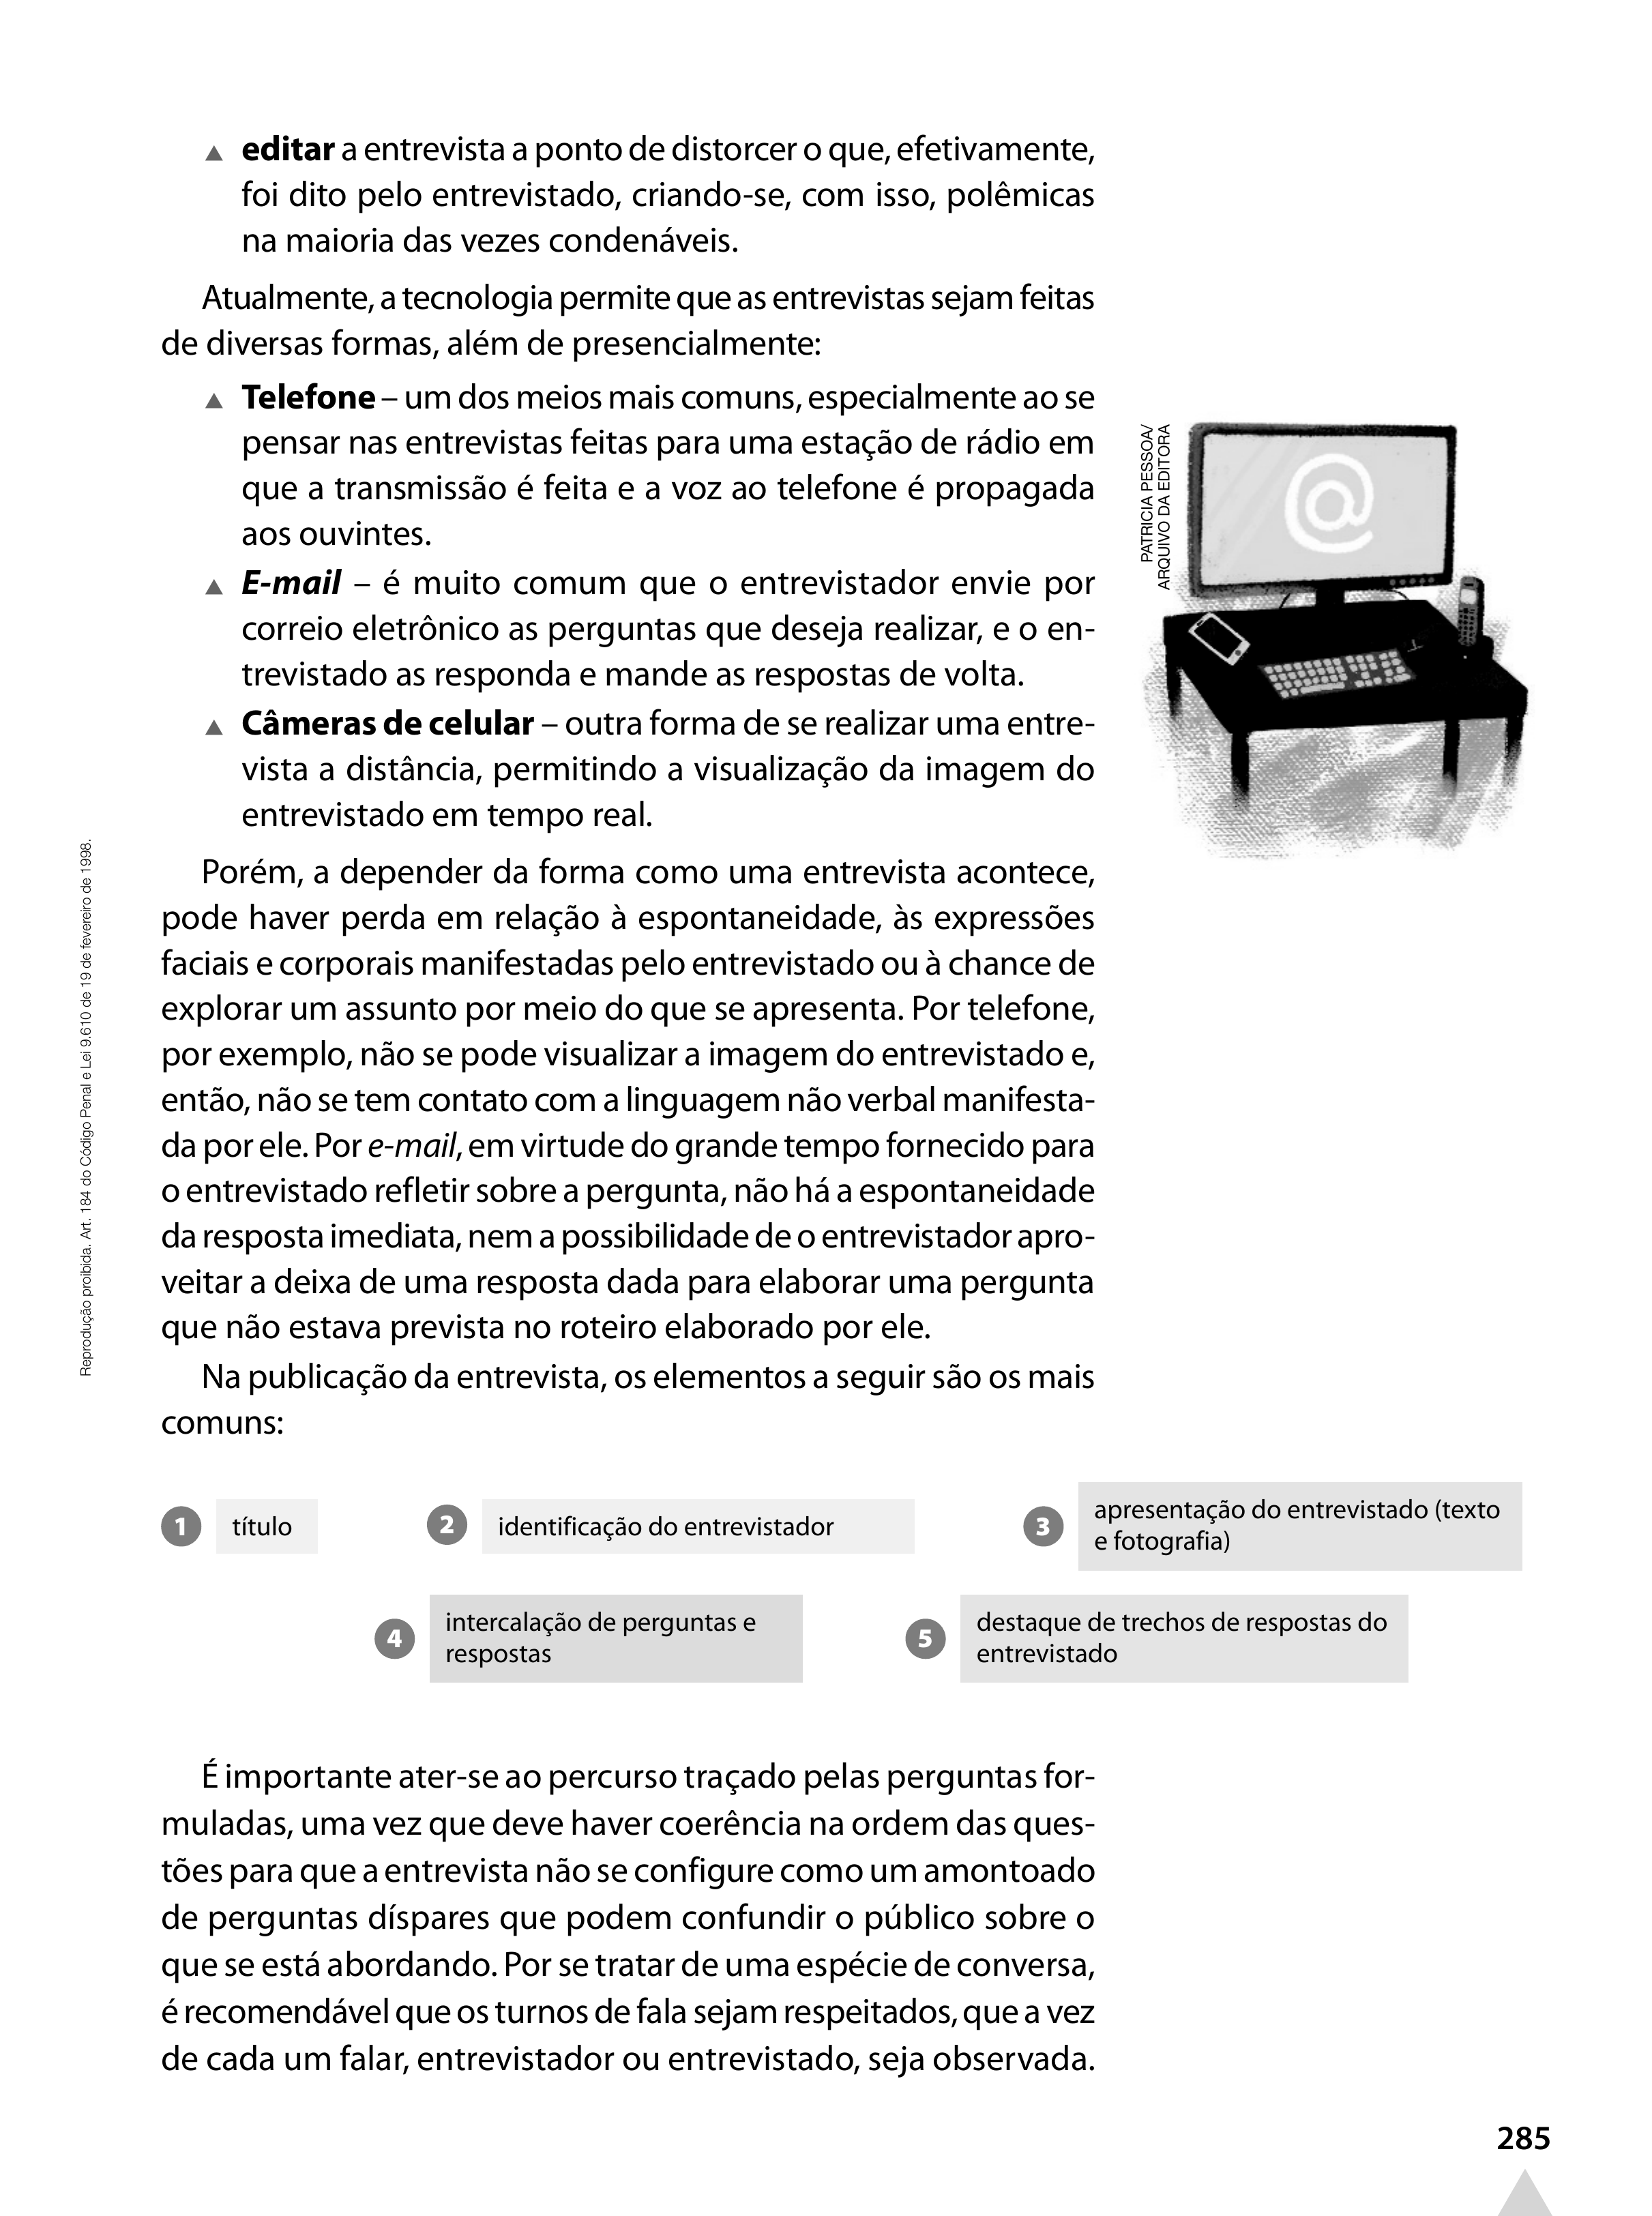 ▲ editar a entrevista a ponto de distorcer o que, efetivamente,
foi dito pelo entrevistado, criando-se, com isso, polêmicas
na maioria das vezes condenáveis.
Atualmente, a tecnologia permite que as entrevistas sejam feitas
de diversas formas, além de presencialmente:
▲ Telefone – um dos meios mais comuns, especialmente ao se
pensar nas entrevistas feitas para uma estação de rádio em
que a transmissão é feita e a voz ao telefone é propagada
aos ouvintes.
▲ E-mail – é muito comum que o entrevistador envie por
correio eletrônico as perguntas que deseja realizar, e o en-
trevistado as responda e mande as respostas de volta.
▲ Câmeras de celular – outra forma de se realizar uma entre-
vista a distância, permitindo a visualização da imagem do
entrevistado em tempo real.
PATRICIA PESSOA/
ARQUIVO DA EDITORA
@
Porém, a depender da forma como uma entrevista acontece,
pode haver perda em relação à espontaneidade, às expressões
faciais e corporais manifestadas pelo entrevistado ou à chance de
explorar um assunto por meio do que se apresenta. Por telefone,
por exemplo, não se pode visualizar a imagem do entrevistado e,
então, não se tem contato com a linguagem não verbal manifesta-
da por ele. Por e-mail, em virtude do grande tempo fornecido para
o entrevistado refletir sobre a pergunta, não há a espontaneidade
da resposta imediata, nem a possibilidade de o entrevistador apro-
veitar a deixa de uma resposta dada para elaborar uma pergunta
que não estava prevista no roteiro elaborado por ele.
Na publicação da entrevista, os elementos a seguir são os mais
comuns:
1 título
2 identificação do entrevistador
3 apresentação do entrevistado (texto
e fotografia)
4 intercalação de perguntas e
respostas
5 destaque de trechos de respostas do
entrevistado
É importante ater-se ao percurso traçado pelas perguntas for-
muladas, uma vez que deve haver coerência na ordem das ques-
tões para que a entrevista não se configure como um amontoado
de perguntas díspares que podem confundir o público sobre o
que se está abordando. Por se tratar de uma espécie de conversa,
é recomendável que os turnos de fala sejam respeitados, que a vez
de cada um falar, entrevistador ou entrevistado, seja observada.
Reprodução proibida. Art. 184 do Código Penal e Lei 9.610 de 19 de fevereiro de 1998.
285